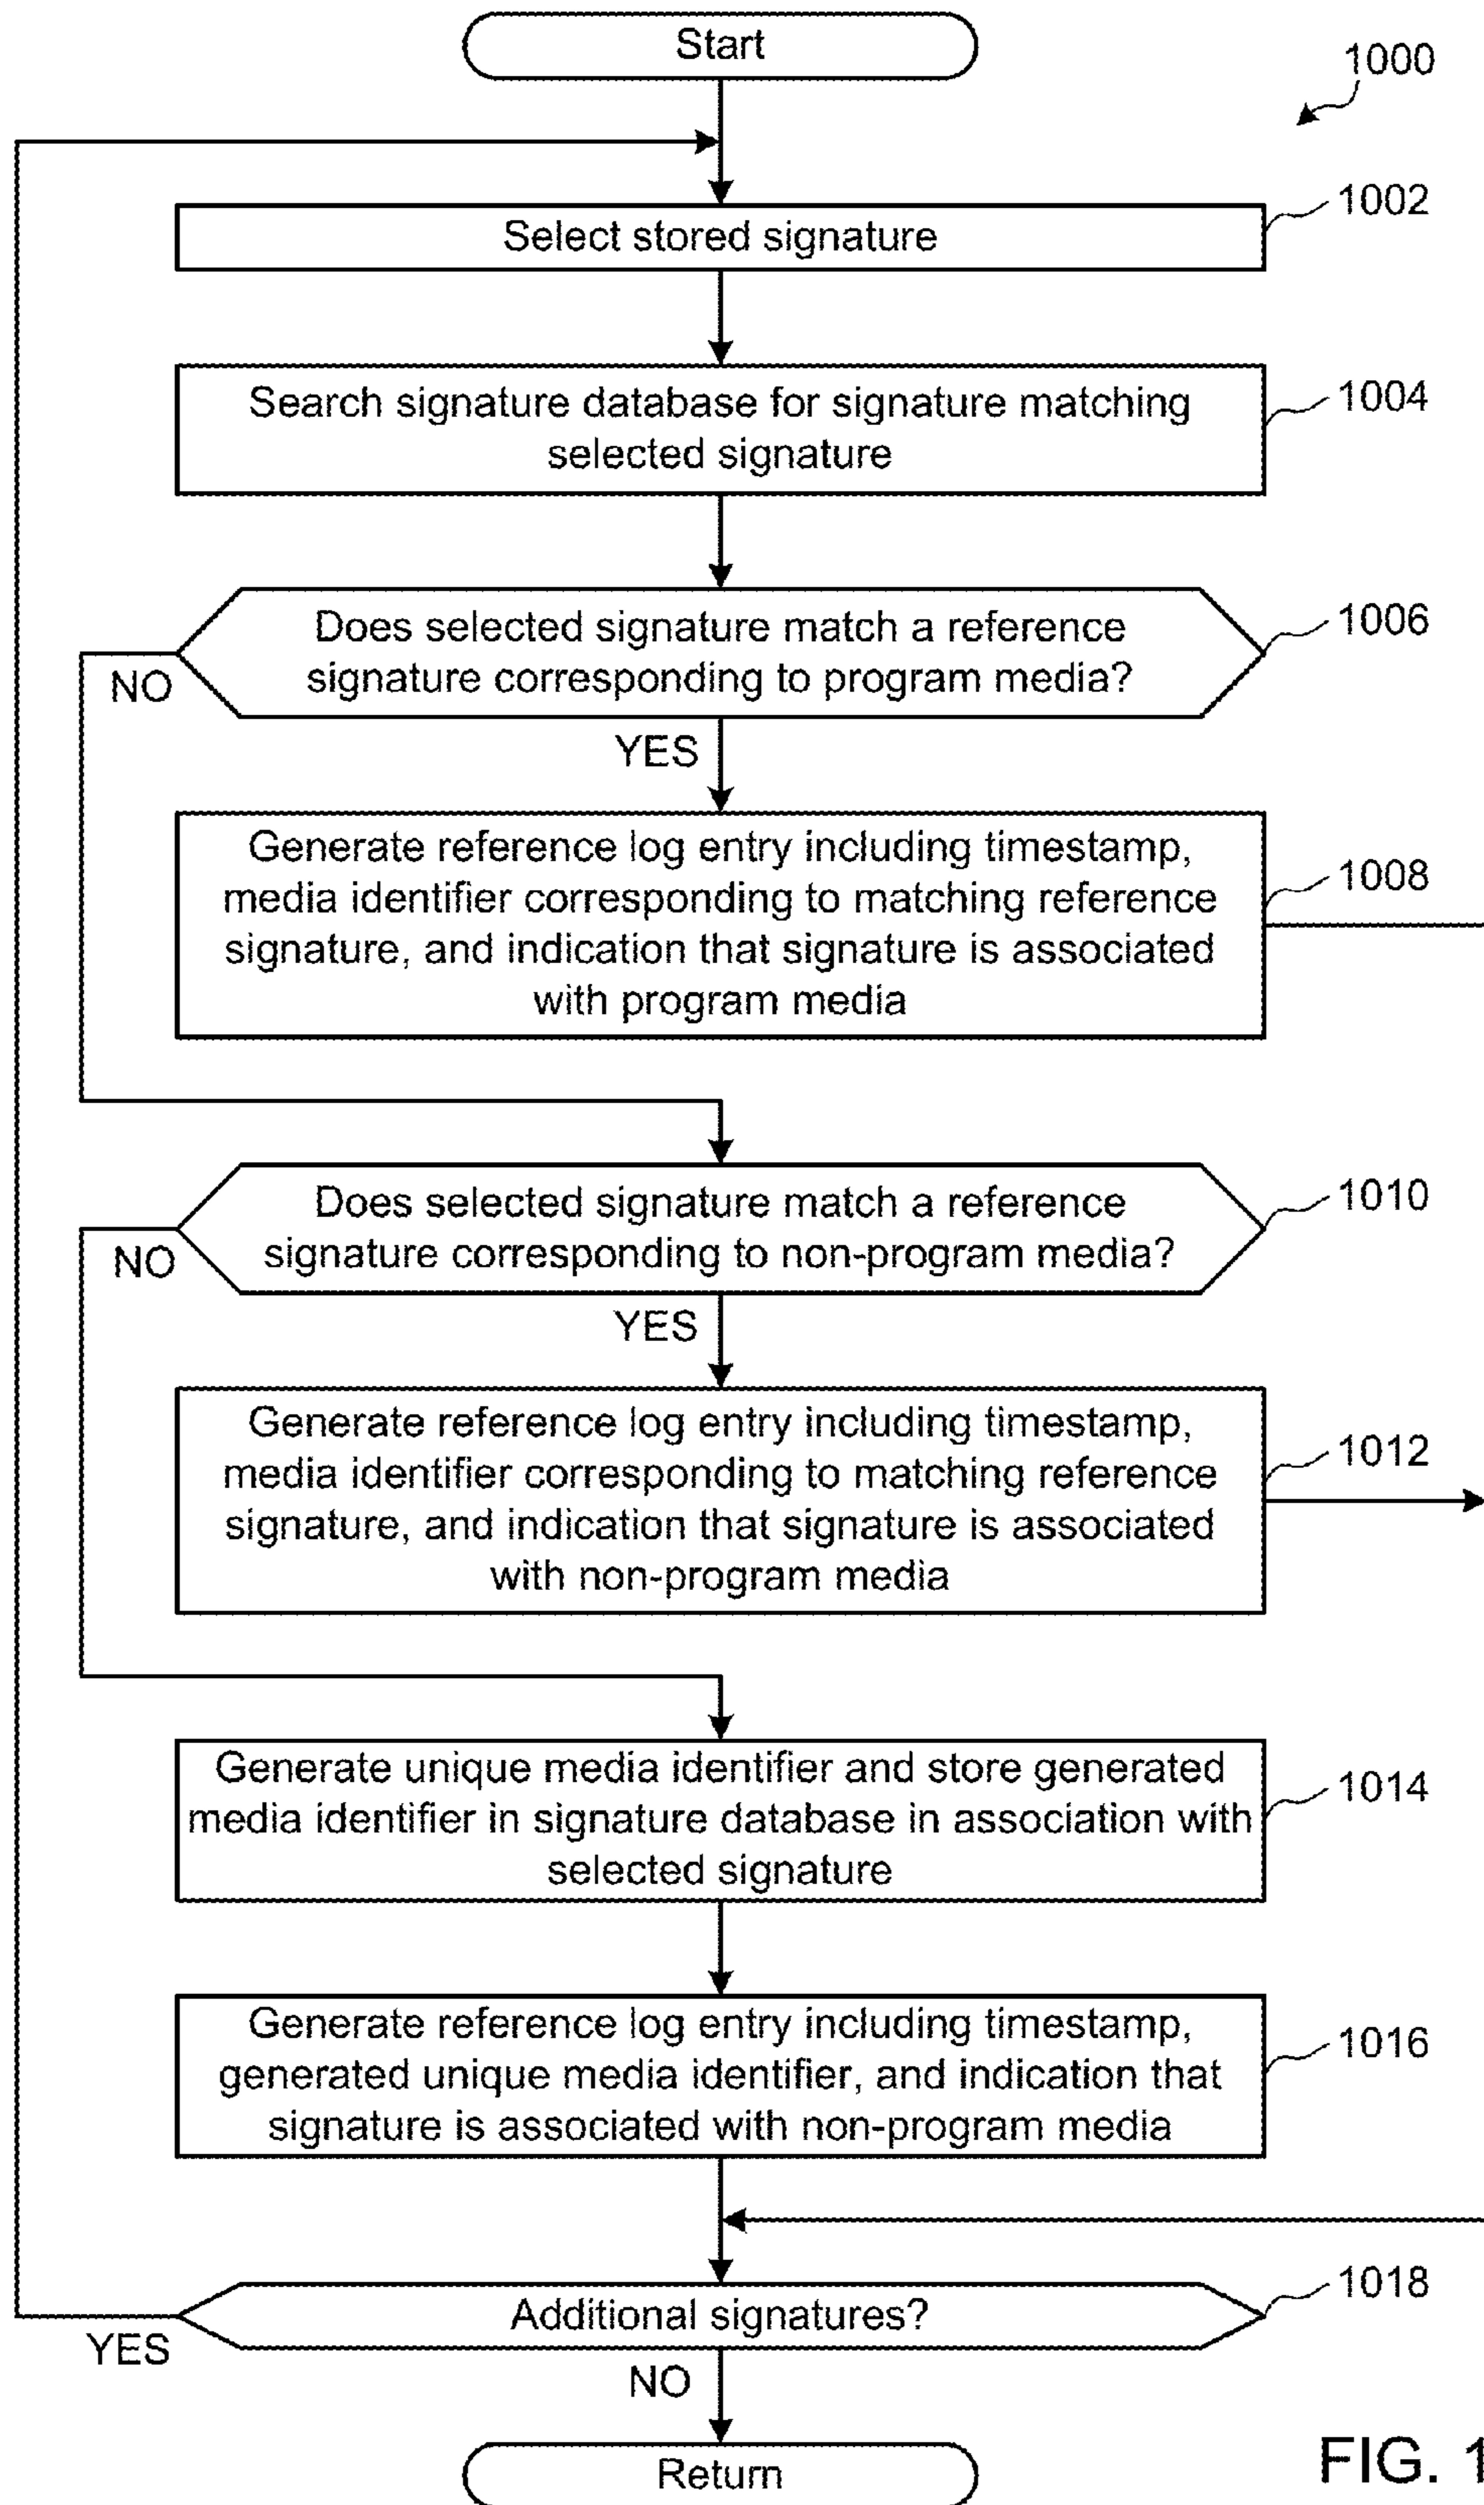 Start
1000
Select stored signature
1002
Search signature database for signature matching
selected signature
1004
Does selected signature match a reference
signature corresponding to program media?
1006
NO
YES
Generate reference log entry including timestamp,
media identifier corresponding to matching reference
signature, and indication that signature is associated
with program media
1008
Does selected signature match a reference
signature corresponding to non-program media?
1010
NO
YES
Generate reference log entry including timestamp,
media identifier corresponding to matching reference
signature, and indication that signature is associated
with non-program media
1012
Generate unique media identifier and store generated
media identifier in signature database in association with
selected signature
1014
Generate reference log entry including timestamp,
generated unique media identifier, and indication that
signature is associated with non-program media
1016
Additional signatures?
1018
YES
NO
Return
FIG. 1